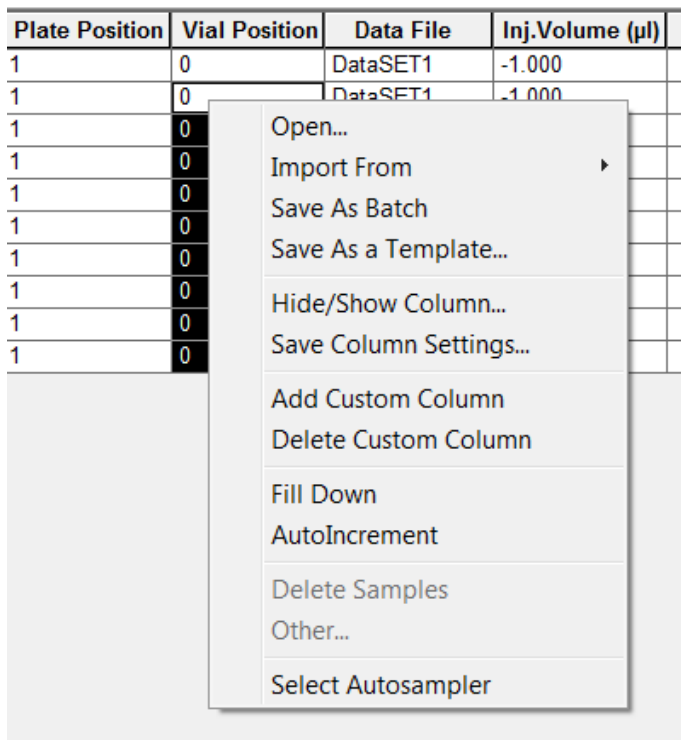 Plate Position Vial Position Data File Inj.Volume (µl)
1 0 DataSET1 -1.000
1 0 DataSET1 -1.000
1 0
1 0
1 0
1 0
1 0
1 0
1 0
1 0
Open...
Import From
Save As Batch
Save As a Template...
Hide/Show Column...
Save Column Settings...
Add Custom Column
Delete Custom Column
Fill Down
AutoIncrement
Delete Samples
Other...
Select Autosampler